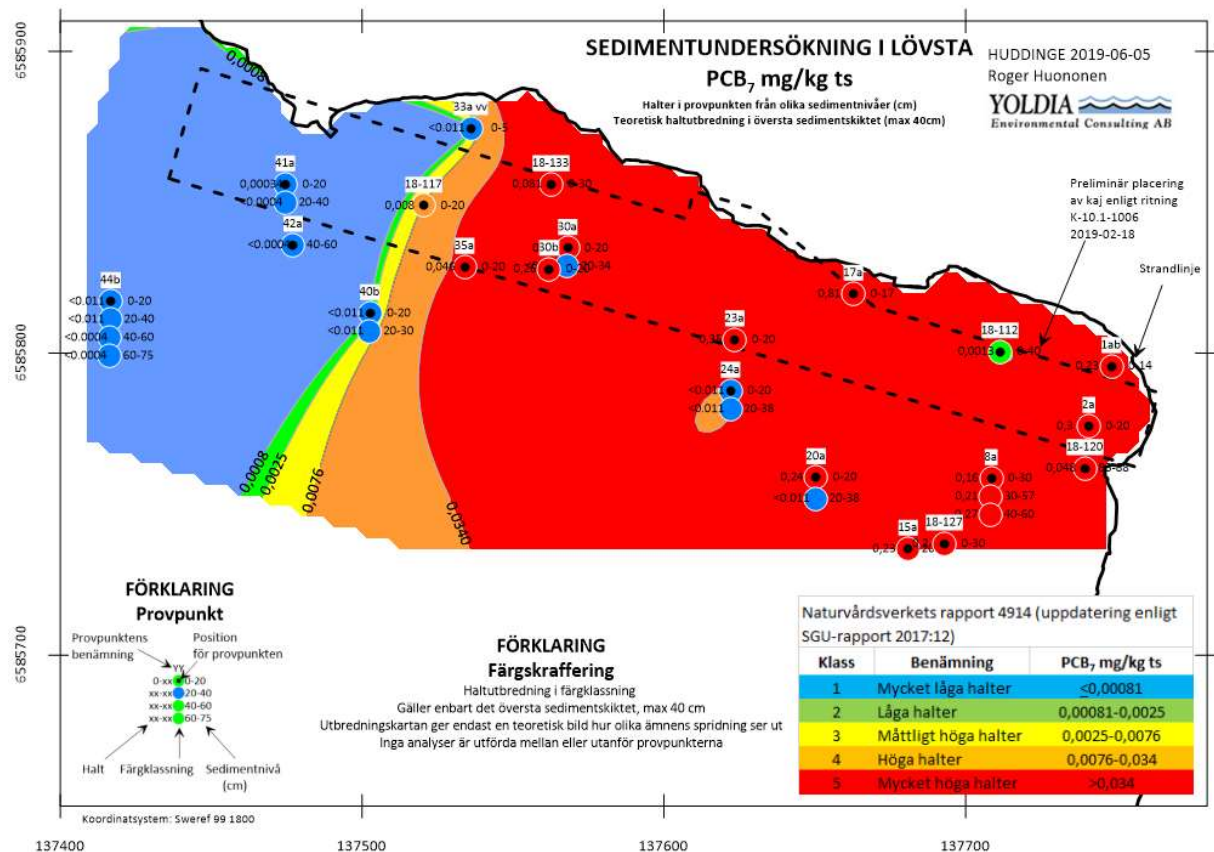 SEDIMENTUNDERSÖKNING I LÖVSTA
PCB7 mg/kg ts
Halter i provpunkten från olika sedimentnivåer (cm)
Teoretisk haltutbredning i översta sedimentskiktet (max 40cm)
HUDDINGE 2019-06-05
Roger Huononen
YOLDIA
Environmental Consulting AB
6585900
6585800
6585700
0,0008
33a vv
<0.011 0-5
41a
0,0003 0-20
<0.0004 20-40
42a
<0.0004 40-60
44b
<0.011 0-20
<0.011 20-40
<0.0004 40-60
<0.0004 60-75
18-117
0,008 0-20
40b
<0.011 0-20
<0.011 20-30
18-133
0,081
30a
0-20
20-34
30b
35a
0,046 0-20
17a
0,81 0-17
23a
0-20
24a
<0.011 0-20
<0.011 20-38
18-112
0,0013 0-40
1ab
0,23 0-14
2a
0,3 0-20
18-120
0,048
20a
0,24 0-20
<0.011 20-38
8a
0,16 0-30
0,21
0,27 40-60
15a
0,23
18-127
Preliminär placering
av kaj enligt ritning
K-10.1-1006
2019-02-18
Strandlinje
0,0008
0,0025
0,0076
0,0340
FÖRKLARING
Provpunkt
Provpunktens
benämning
Position
för provpunkten
YY
0-xx 0-20
xx-xx 20-40
xx-xx 40-60
xx-xx 60-75
Halt Färgklassning Sedimentnivå
(cm)
Koordinatsystem: Sweref 99 1800
FÖRKLARING
Färgskraffering
Haltutbredning i färgklassning
Gäller enbart det översta sedimentskiktet, max 40 cm
Utbredningskartan ger endast en teoretisk bild hur olika ämnens spridning ser ut
Inga analyser är utförda mellan eller utanför provpunkterna
Naturvårdsverkets rapport 4914 (uppdatering enligt
SGU-rapport 2017:12)
Klass Benämning PCB7 mg/kg ts
1 Mycket låga halter ≤0,00081
2 Låga halter 0,00081-0,0025
3 Måttligt höga halter 0,0025-0,0076
4 Höga halter 0,0076-0,034
5 Mycket höga halter >0,034
137400 137500 137600 137700